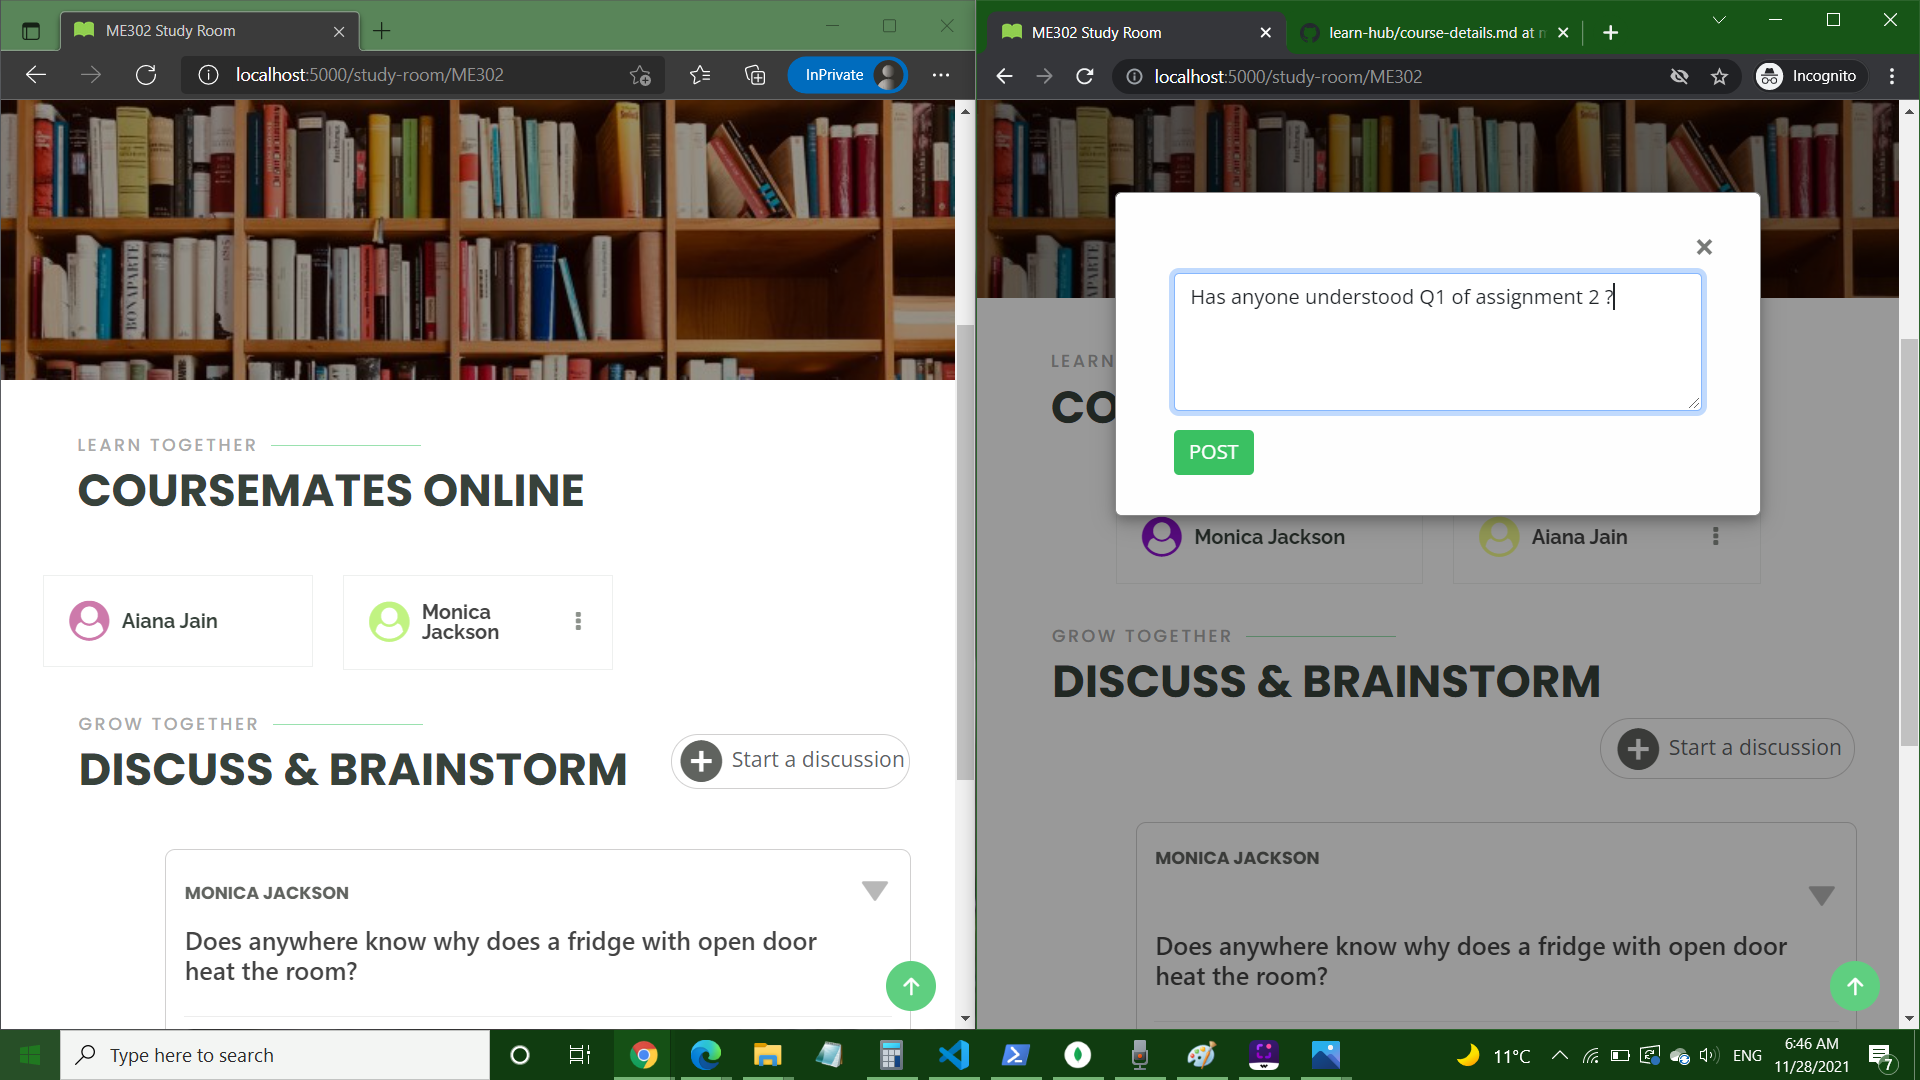 ME302 Study Room
localhost:5000/study-room/ME302
InPrivate
LEARN TOGETHER
COURSEMATES ONLINE
Aiana Jain
Monica
Jackson
GROW TOGETHER
DISCUSS & BRAINSTORM
Start a discussion
MONICA JACKSON
Does anywhere know why does a fridge with open door
heat the room?
ME302 Study Room
learn-hub/course-details.md at m
localhost:5000/study-room/ME302
Incognito
Has anyone understood Q1 of assignment 2 ?
POST
LEARN
CO
Monica Jackson
Aiana Jain
GROW TOGETHER
DISCUSS & BRAINSTORM
Start a discussion
MONICA JACKSON
Does anywhere know why does a fridge with open door
heat the room?
Type here to search
11°C
ENG
6:46 AM
11/28/2021
7